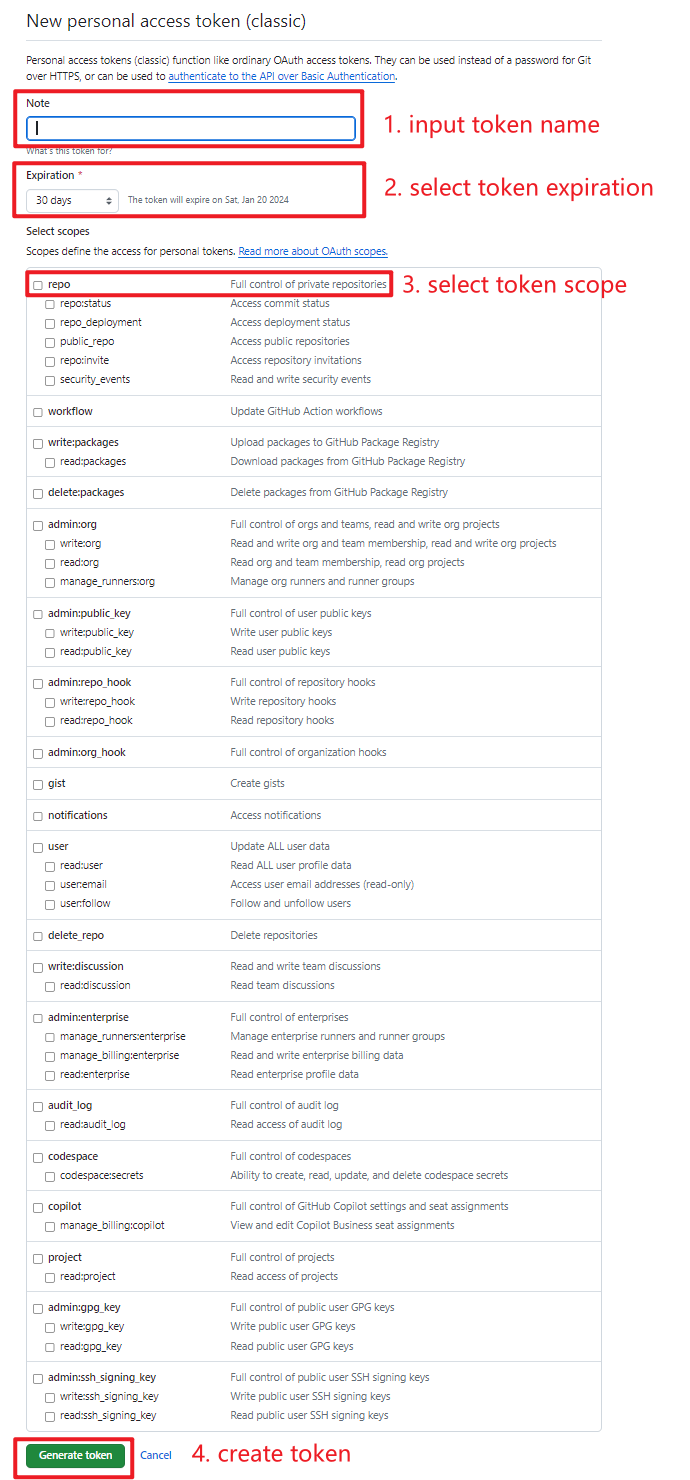 New personal access token (classic)
Personal access tokens (classic) function like ordinary OAuth access tokens. They can be used instead of a password for Git
over HTTPS, or can be used to authenticate to the API over Basic Authentication.
Note
1. input token name
What's this token for?
Expiration *
30 days The token will expire on Sat, Jan 20 2024
2. select token expiration
Select scopes
Scopes define the access for personal tokens. Read more about OAuth scopes.
repo Full control of private repositories
3. select token scope
repo:status Access commit status
repo_deployment Access deployment status
public_repo Access public repositories
repo:invite Access repository invitations
security_events Read and write security events
workflow Update GitHub Action workflows
write:packages Upload packages to GitHub Package Registry
read:packages Download packages from GitHub Package Registry
delete:packages Delete packages from GitHub Package Registry
admin:org Full control of orgs and teams, read and write org projects
write:org Read and write org and team membership, read and write org projects
read:org Read org and team membership, read org projects
manage_runners:org Manage org runners and runner groups
admin:public_key Full control of user public keys
write:public_key Write user public keys
read:public_key Read user public keys
admin:repo_hook Full control of repository hooks
write:repo_hook Write repository hooks
read:repo_hook Read repository hooks
admin:org_hook Full control of organization hooks
gist Create gists
notifications Access notifications
user Update ALL user data
read:user Read ALL user profile data
user:email Access user email addresses (read-only)
user:follow Follow and unfollow users
delete_repo Delete repositories
write:discussion Read and write team discussions
read:discussion Read team discussions
admin:enterprise Full control of enterprises
manage_runners:enterprise Manage enterprise runners and runner groups
manage_billing:enterprise Read and write enterprise billing data
read:enterprise Read enterprise profile data
audit_log Full control of audit log
read:audit_log Read access of audit log
codespace Full control of codespaces
codespace:secrets Ability to create, read, update, and delete codespace secrets
copilot Full control of GitHub Copilot settings and seat assignments
manage_billing:copilot View and edit Copilot Business seat assignments
project Full control of projects
read:project Read access of projects
admin:gpg_key Full control of public user GPG keys
write:gpg_key Write public user GPG keys
read:gpg_key Read public user GPG keys
admin:ssh_signing_key Full control of public user SSH signing keys
write:ssh_signing_key Write public user SSH signing keys
read:ssh_signing_key Read public user SSH signing keys
Generate token Cancel 4. create token